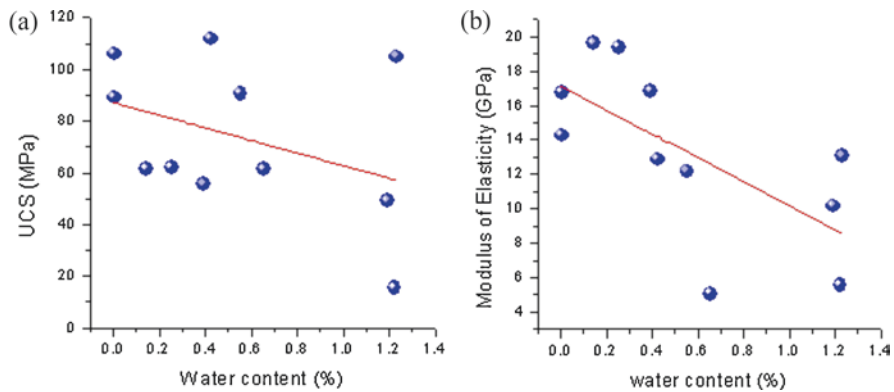 (a)
UCS (MPa)
120
100
80
60
40
20
0
0.0 0.2 0.4 0.6 0.8 1.0 1.2 1.4
Water content (%)
(b)
Modulus of Elasticity (GPa)
20
18
16
14
12
10
8
6
4
0.0 0.2 0.4 0.6 0.8 1.0 1.2 1.4
water content (%)